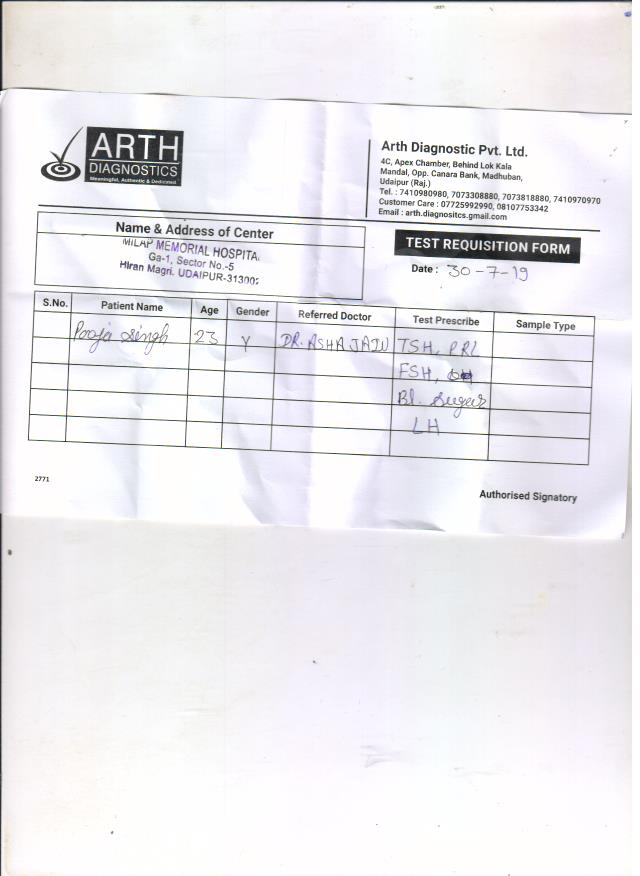 ARTH
DIAGNOSTICS
Meaningful, Authentic & Dedicated
Arth Diagnostic Pvt. Ltd.
4C, Apex Chamber, Behind Lok Kala
Mandal, Opp. Canara Bank, Madhuban,
Udaipur (Raj.)
Tel. : 7410980980, 7073308880, 7073818880, 7410970970
Customer Care : 07725992990, 08107753342
Email : arth.diagnositcs.gmail.com
Name & Address of Center
MILAP MEMORIAL HOSPITA
Ga-1, Sector No.-5
Hiran Magri. UDAIPUR-31300
TEST REQUISITION FORM
Date : 30-7-19
S.No. Patient Name Age Gender Referred Doctor Test Prescribe Sample Type
Pooja Singh 23 Y DR. ASHA JAIN TSH, PRL
FSH,
Bl. Sugar
LH
2771
Authorised Signatory